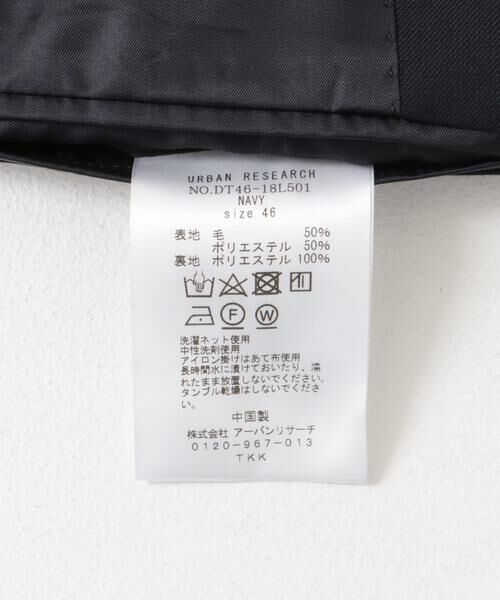 URBAN RESEARCH
NO.DT46-18L501
NAVY
size 46
表地 毛 50%
ポリエステル 50%
裏地 ポリエステル 100%
F W
洗濯ネット使用
中性洗剤使用
アイロン掛けはあて布使用
長時間水に漬けておいたり、濡
れたまま放置しないでください。
タンブル乾燥はしないでくださ
い。
中国製
株式会社 アーバンリサーチ
0120-967-013
TKK